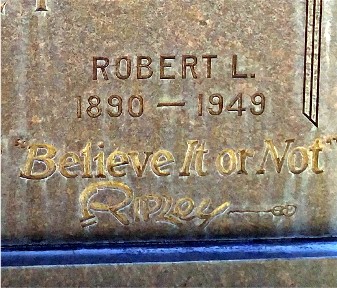 ROBERT L.
1890 — 1949
"Believe It or Not"
RIPLEY